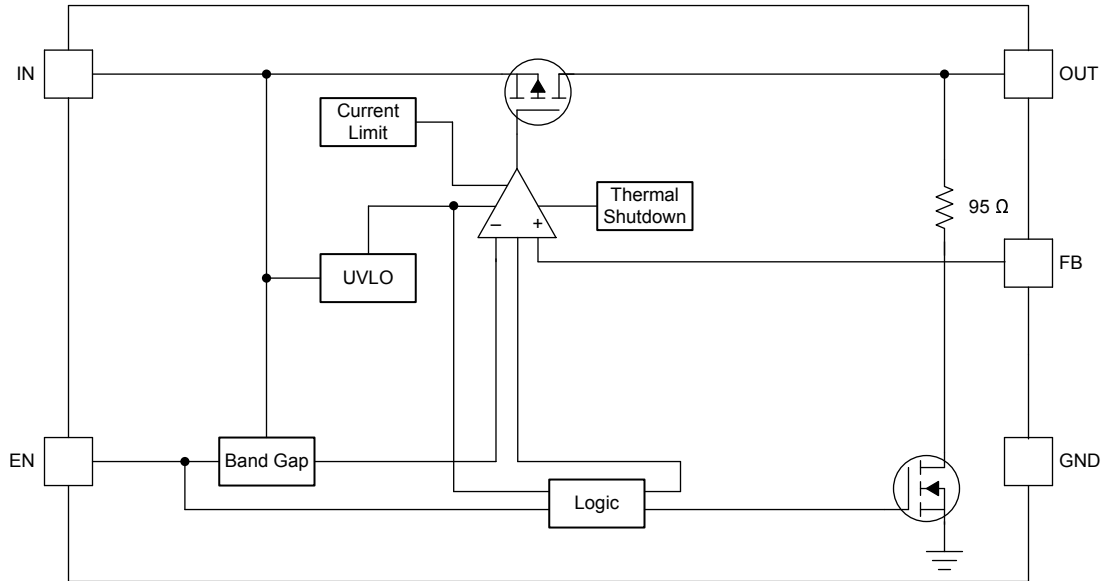 IN
OUT
Current
Limit
Thermal
Shutdown
95 Ω
–
+
UVLO
FB
EN
Band Gap
GND
Logic